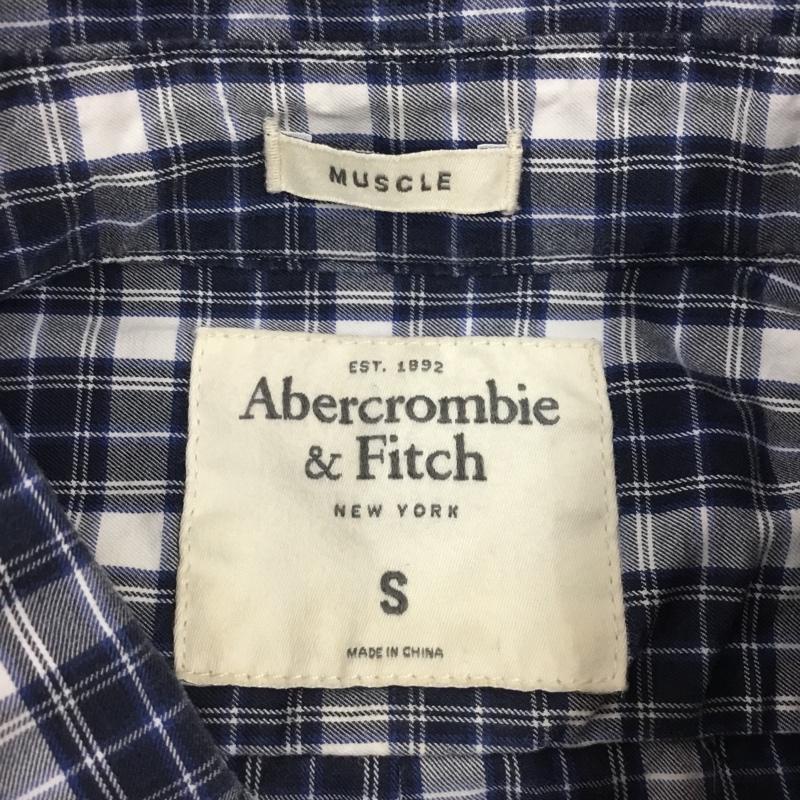 MUSCLE
EST. 1892
Abercrombie
& Fitch
NEW YORK
S
MADE IN CHINA